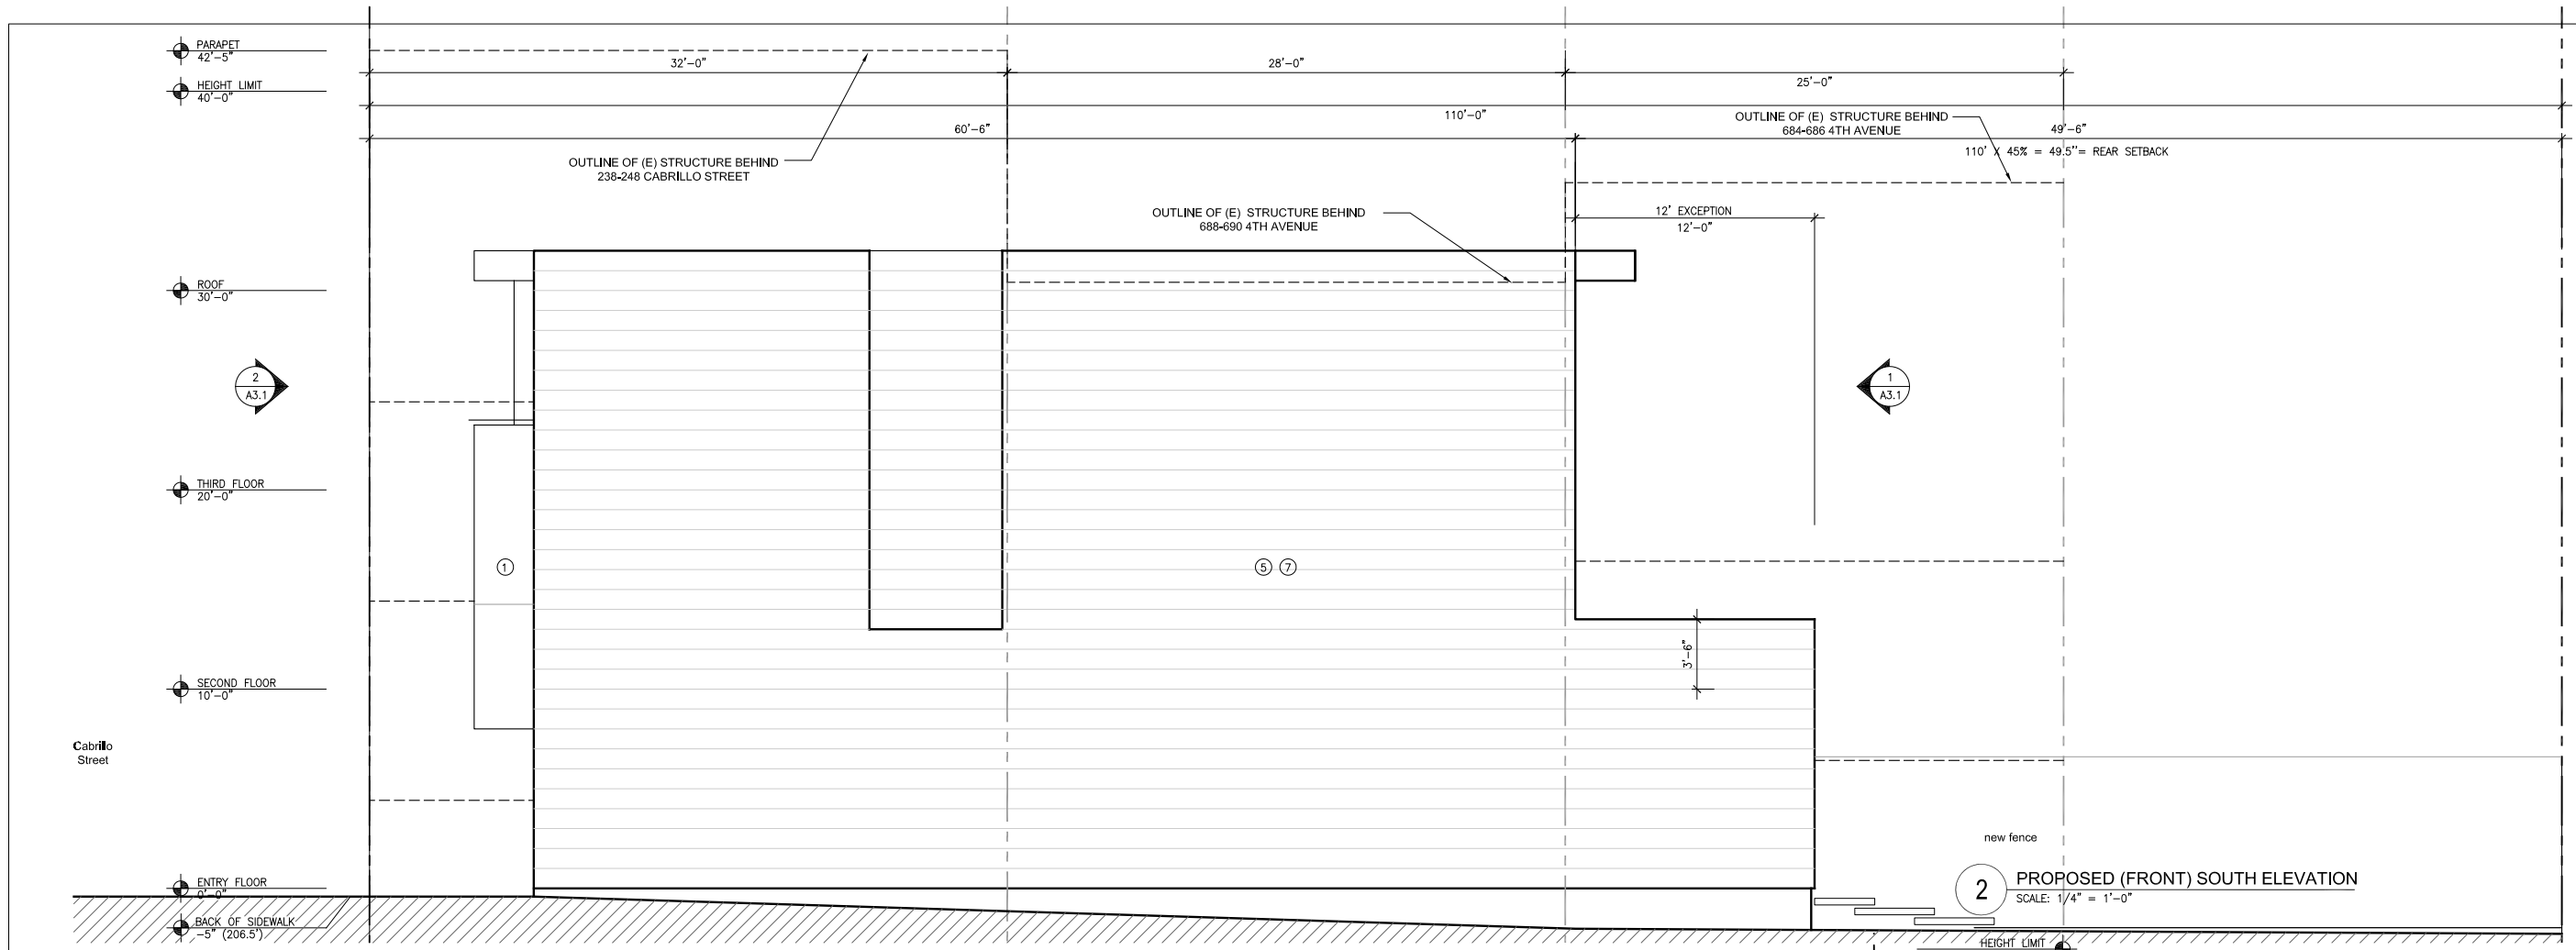 PARAPET
42'-5"
HEIGHT LIMIT
40'-0"
32'-0"
28'-0"
25'-0"
110'-0"
60'-6"
49'-6"
OUTLINE OF (E) STRUCTURE BEHIND
684-686 4TH AVENUE
110' X 45% = 49.5''= REAR SETBACK
OUTLINE OF (E) STRUCTURE BEHIND
238-248 CABRILLO STREET
OUTLINE OF (E) STRUCTURE BEHIND
688-690 4TH AVENUE
12' EXCEPTION
12'-0"
ROOF
30'-0"
2
A3.1
1
A3.1
THIRD FLOOR
20'-0"
1
5 7
3'-6"
SECOND FLOOR
10'-0"
Cabrillo
Street
new fence
2 PROPOSED (FRONT) SOUTH ELEVATION
SCALE: 1/4" = 1'-0"
ENTRY FLOOR
0'-0"
BACK OF SIDEWALK
-5" (206.5')
HEIGHT LIMIT